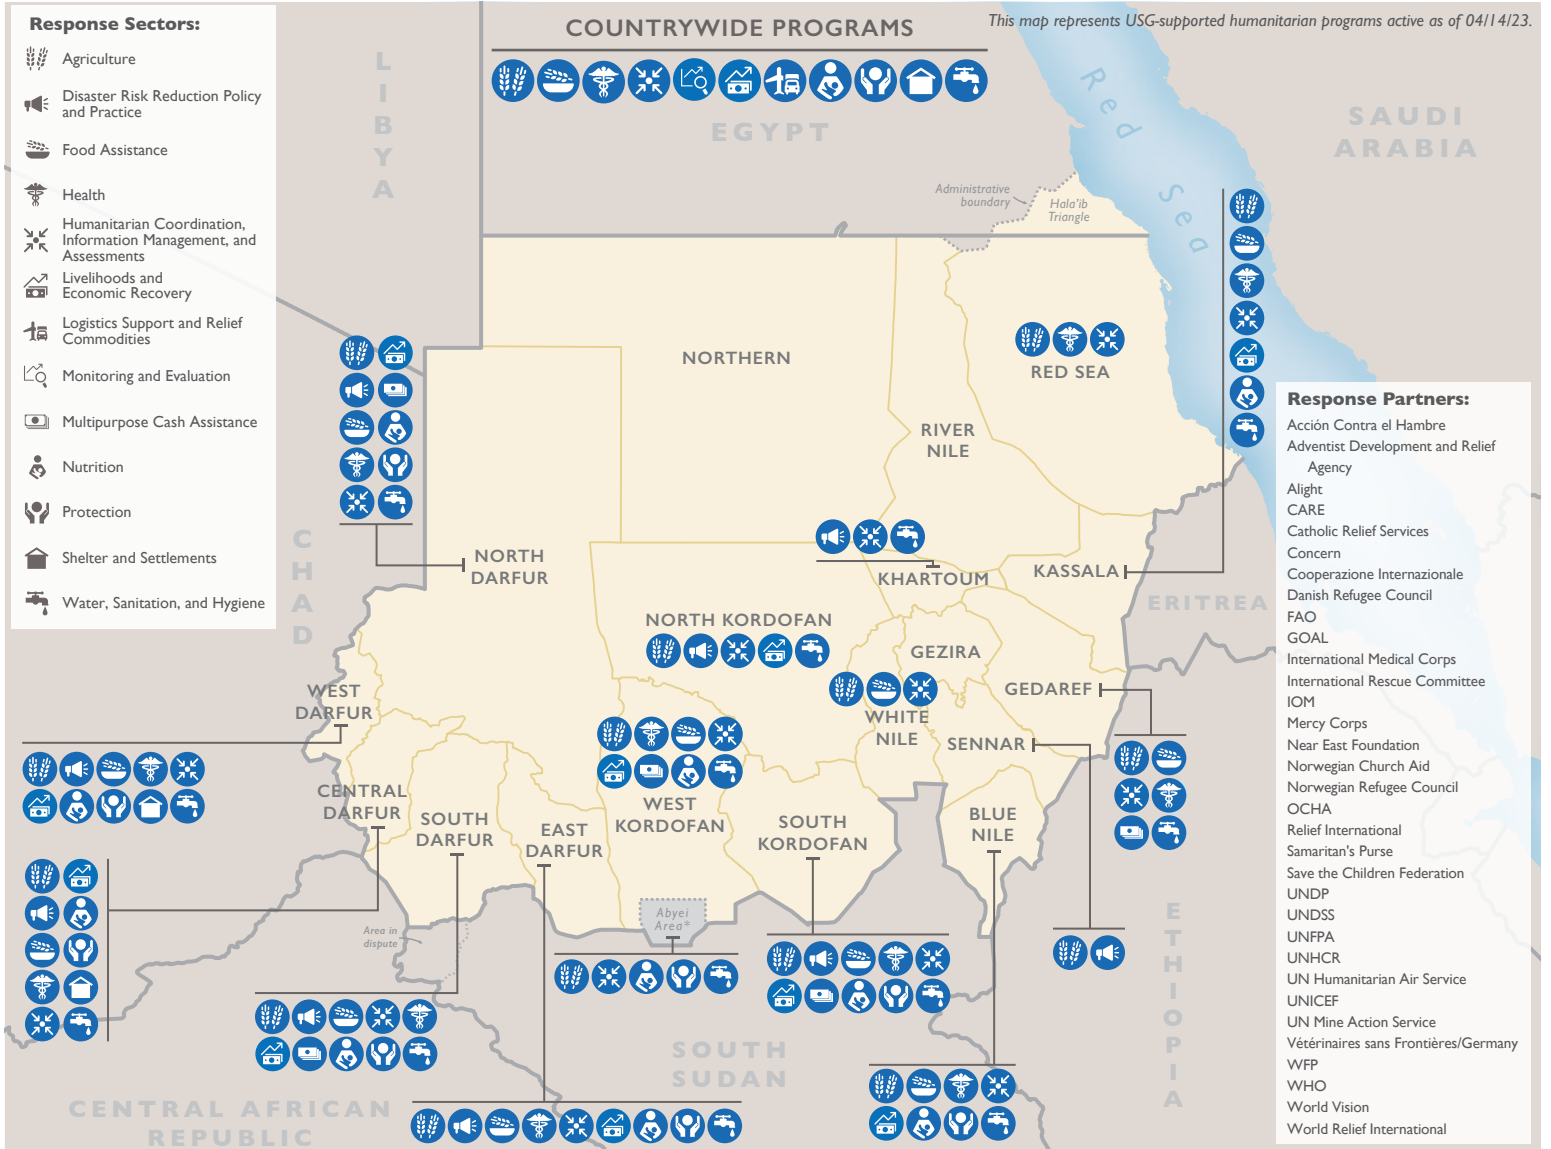 Response Sectors:
Agriculture
Disaster Risk Reduction Policy
and Practice
Food Assistance
Health
Humanitarian Coordination,
Information Management, and
Assessments
Livelihoods and
Economic Recovery
Logistics Support and Relief
Commodities
Monitoring and Evaluation
Multipurpose Cash Assistance
Nutrition
Protection
Shelter and Settlements
Water, Sanitation, and Hygiene
COUNTRYWIDE PROGRAMS
This map represents USG-supported humanitarian programs active as of 04/14/23.
LIBYA
EGYPT
SAUDI
ARABIA
Red Sea
Administrative
boundary
Hala'ib
Triangle
NORTHERN
RED SEA
RIVER
NILE
CHAD
NORTH
DARFUR
KHARTOUM
KASSALA
ERITREA
NORTH KORDOFAN
GEZIRA
GEDAREF
WEST
DARFUR
WHITE
NILE
SENNAR
CENTRAL
DARFUR
SOUTH
DARFUR
EAST
DARFUR
WEST
KORDOFAN
SOUTH
KORDOFAN
BLUE
NILE
Abyei
Area*
Area in
dispute
ETHIOPIA
SOUTH
SUDAN
CENTRAL AFRICAN
REPUBLIC
Response Partners:
Acción Contra el Hambre
Adventist Development and Relief
Agency
Alight
CARE
Catholic Relief Services
Concern
Cooperazione Internazionale
Danish Refugee Council
FAO
GOAL
International Medical Corps
International Rescue Committee
IOM
Mercy Corps
Near East Foundation
Norwegian Church Aid
Norwegian Refugee Council
OCHA
Relief International
Samaritan's Purse
Save the Children Federation
UNDP
UNDSS
UNFPA
UNHCR
UN Humanitarian Air Service
UNICEF
UN Mine Action Service
Vétérinaires sans Frontières/Germany
WFP
WHO
World Vision
World Relief International